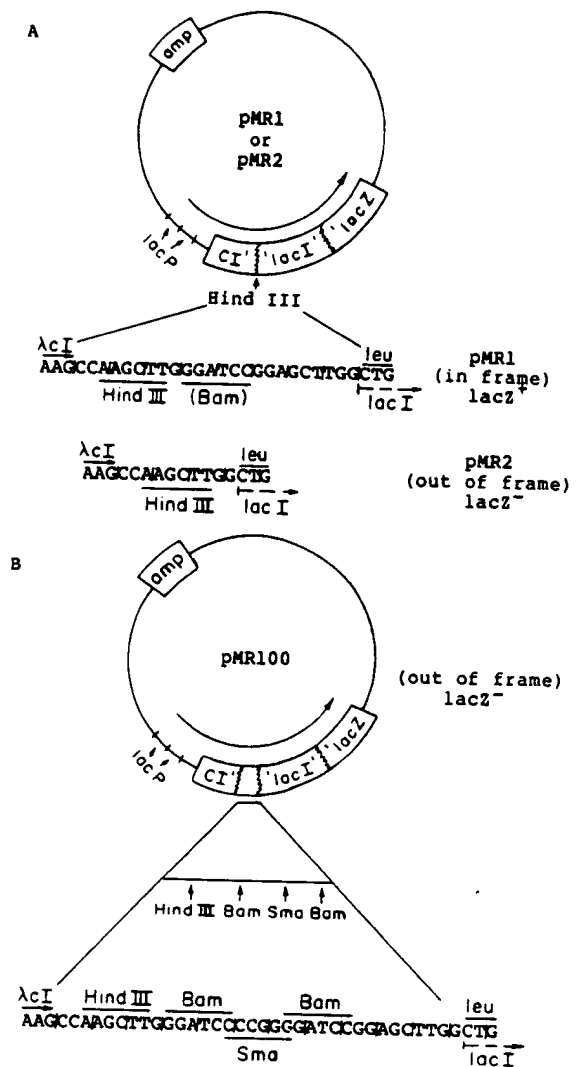 A
amp
pMR1
or
pMR2
lacP
CI'
'lacI'
'lacZ
Hind III
λcI
leu
AAGCCAAGCTTGGGATCCGGAGCTTGGCTG
Hind III
(Bam)
lacI
pMR1
(in frame)
lacZ+
λcI
leu
AAGCCAAGCTTGGCTG
Hind III
lacI
pMR2
(out of frame)
lacZ-
B
amp
pMR100
(out of frame)
lacZ-
lacP
CI'
'lacI'
'lacZ
Hind III Bam Sma Bam
λcI
Hind III
Bam
Bam
leu
AAGCCAAGCTTGGGATCCCCGGGGATCCGGAGCTTGGCTG
Sma
lacI